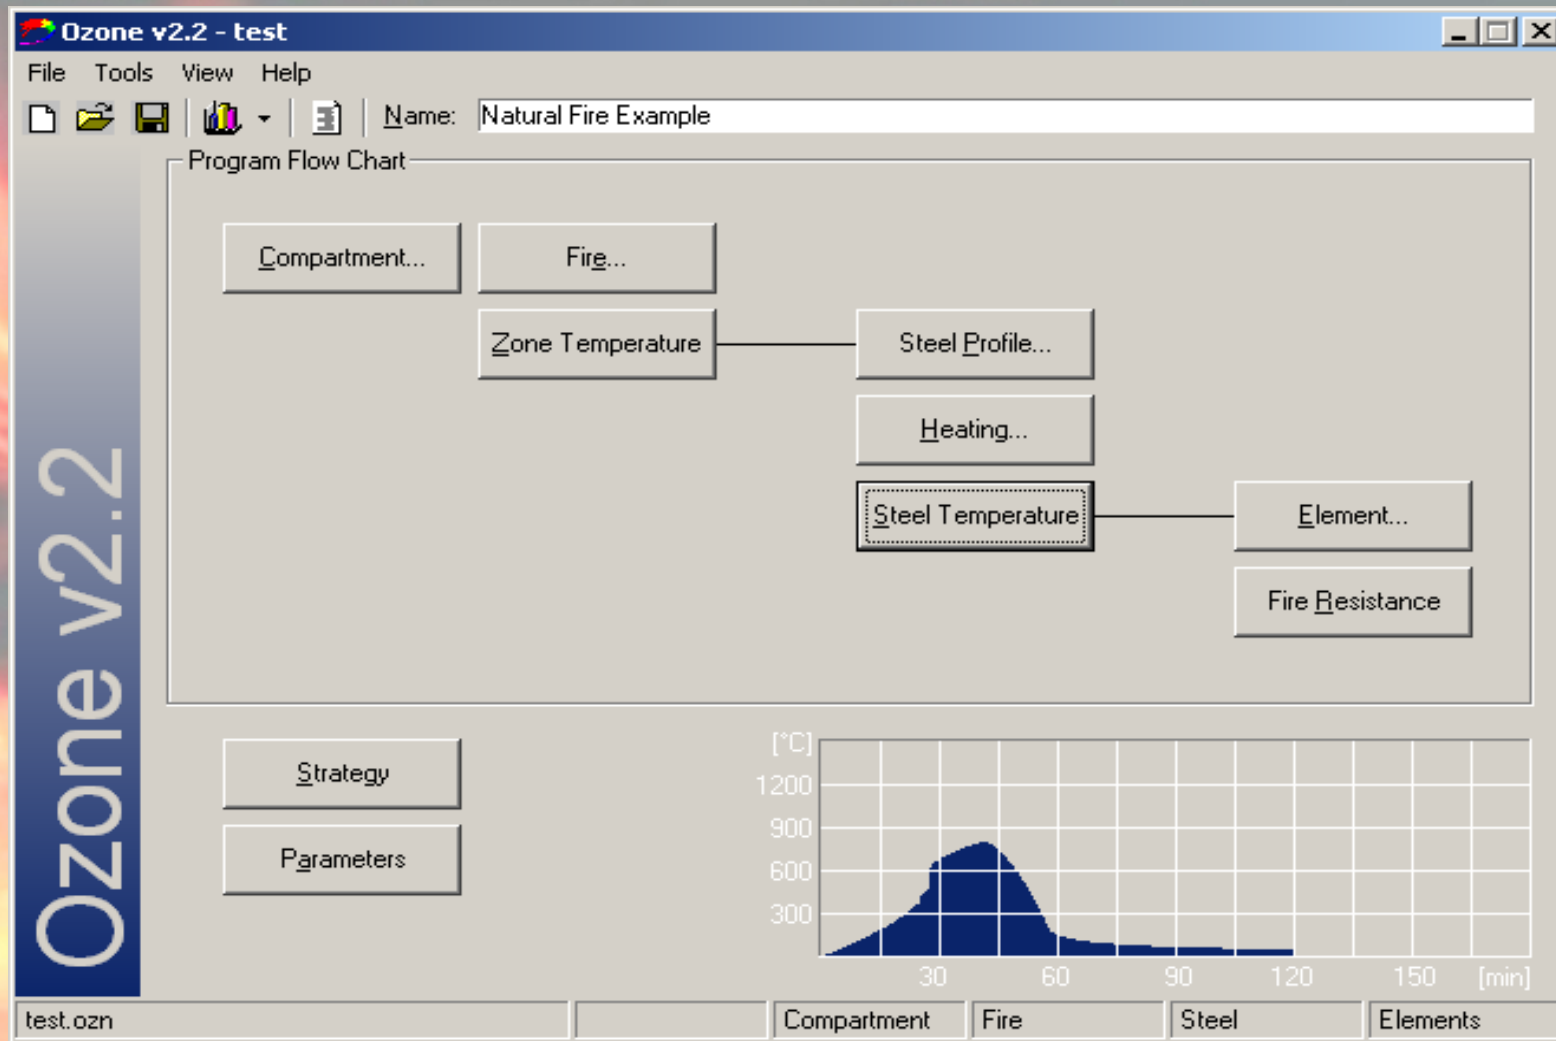 Ozone v2.2 - test
File Tools View Help
Name: Natural Fire Example
Program Flow Chart
Compartment... Fire...
Zone Temperature Steel Profile...
Heating...
Steel Temperature Element...
Fire Resistance
Ozone v2.2
Strategy
Parameters
[°C]
1200
900
600
300
30 60 90 120 150 [min]
test.ozn Compartment Fire Steel Elements